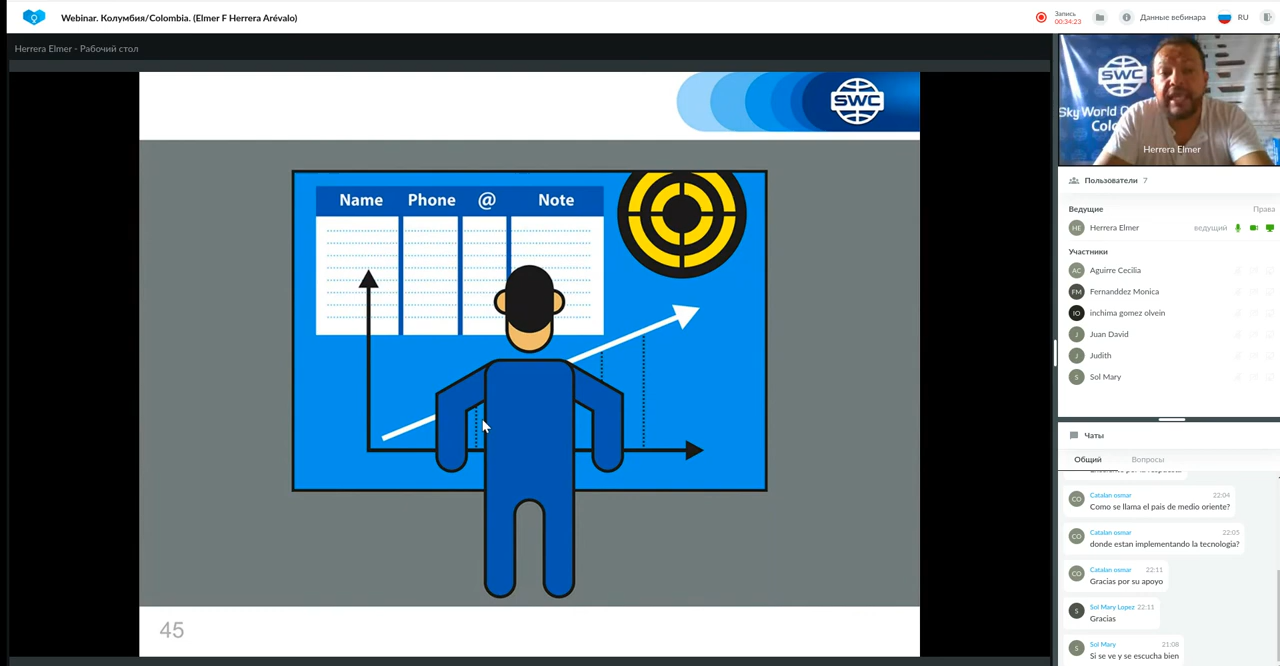 Webinar. Колумбия/Colombia. (Elmer F Herrera Arévalo)
Запись
00:34:23
Данные вебинара
RU
Herrera Elmer - Рабочий стол
SWC
Name Phone @ Note
45
SWC
Sky World
Herrera Elmer
Пользователи 7
Ведущие Права
HE Herrera Elmer ведущий
Участники
AC Aguirre Cecilia
FM Fernanddez Monica
IO inchima gomez olvein
J Juan David
J Judith
S Sol Mary
Чаты
Общий Вопросы
CO Catalan osmar 22:04
Como se llama el pais de medio oriente?
CO Catalan osmar 22:05
donde estan implementando la tecnologia?
CO Catalan osmar 22:11
Gracias por su apoyo
S Sol Mary Lopez 22:11
Gracias
S Sol Mary 21:08
Si se ve y se escucha bien